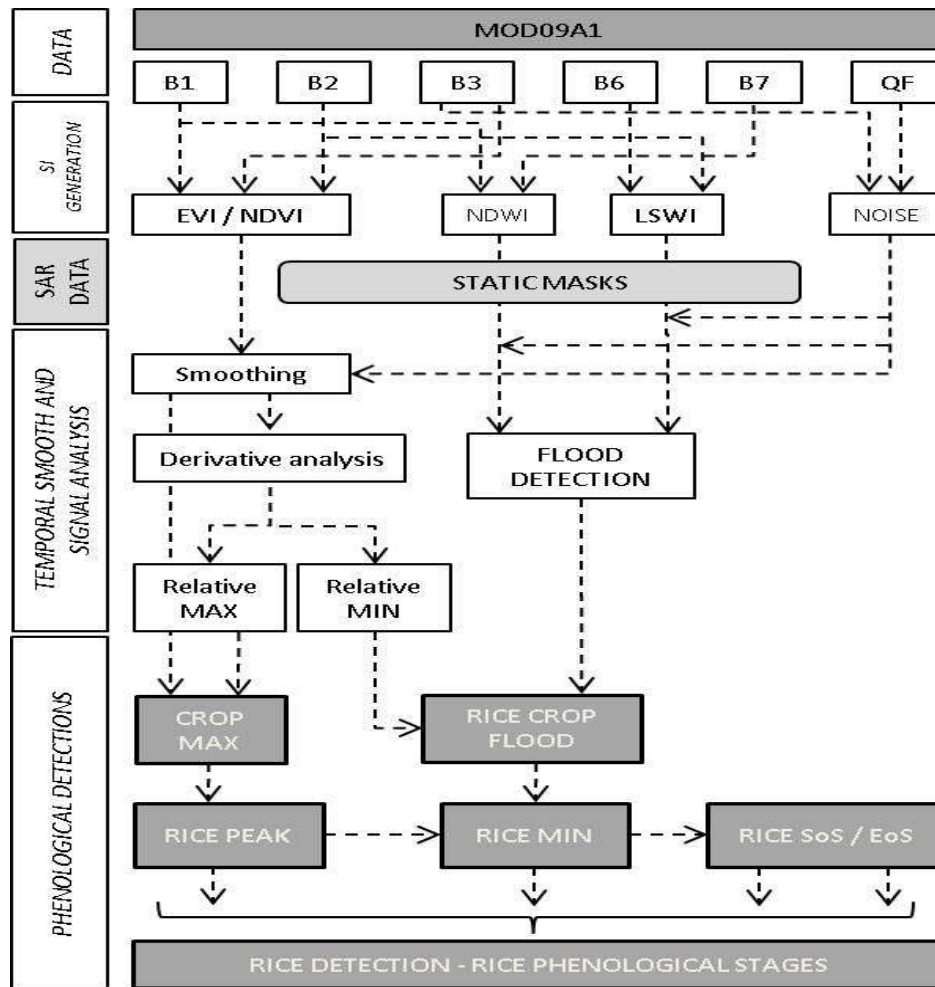 DATA
MOD09A1
B1 B2 B3 B6 B7 QF
SI
GENERATION
EVI / NDVI NDWI LSWI NOISE
SAR
DATA
STATIC MASKS
TEMPORAL SMOOTH AND
SIGNAL ANALYSIS
Smoothing
Derivative analysis
FLOOD
DETECTION
Relative
MAX
Relative
MIN
PHENOLOGICAL DETECTIONS
CROP
MAX
RICE CROP
FLOOD
RICE PEAK RICE MIN RICE SoS / EoS
RICE DETECTION - RICE PHENOLOGICAL STAGES